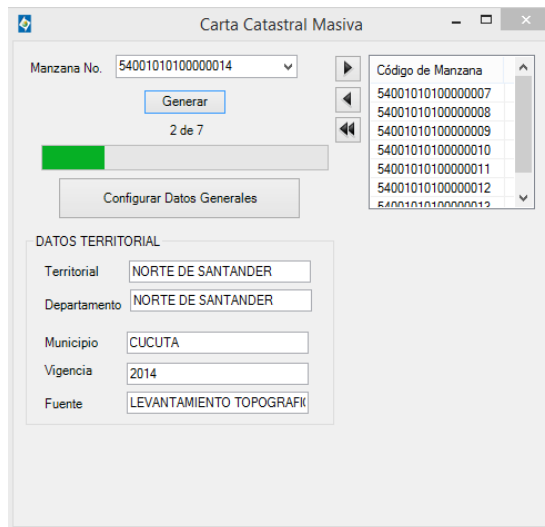 Carta Catastral Masiva
Manzana No.
54001010100000014
Generar
2 de 7
Configurar Datos Generales
Código de Manzana
54001010100000007
54001010100000008
54001010100000009
54001010100000010
54001010100000011
54001010100000012
54001010100000013
DATOS TERRITORIAL
Territorial
NORTE DE SANTANDER
Departamento
NORTE DE SANTANDER
Municipio
CUCUTA
Vigencia
2014
Fuente
LEVANTAMIENTO TOPOGRAFI